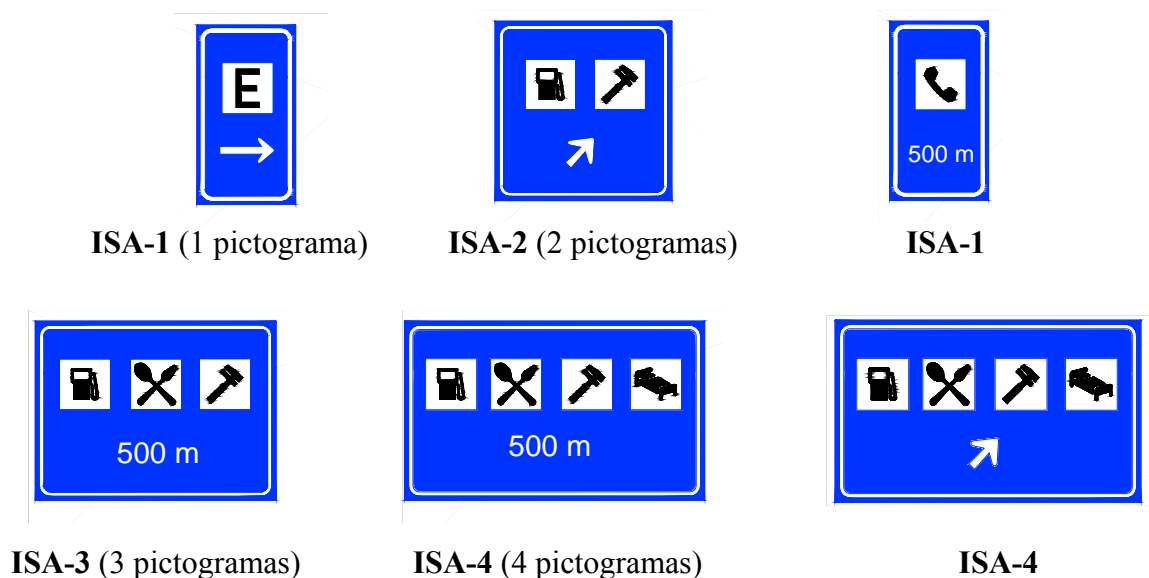 E
500 m
ISA-1 (1 pictograma)
ISA-2 (2 pictogramas)
ISA-1
500 m
500 m
ISA-3 (3 pictogramas)
ISA-4 (4 pictogramas)
ISA-4